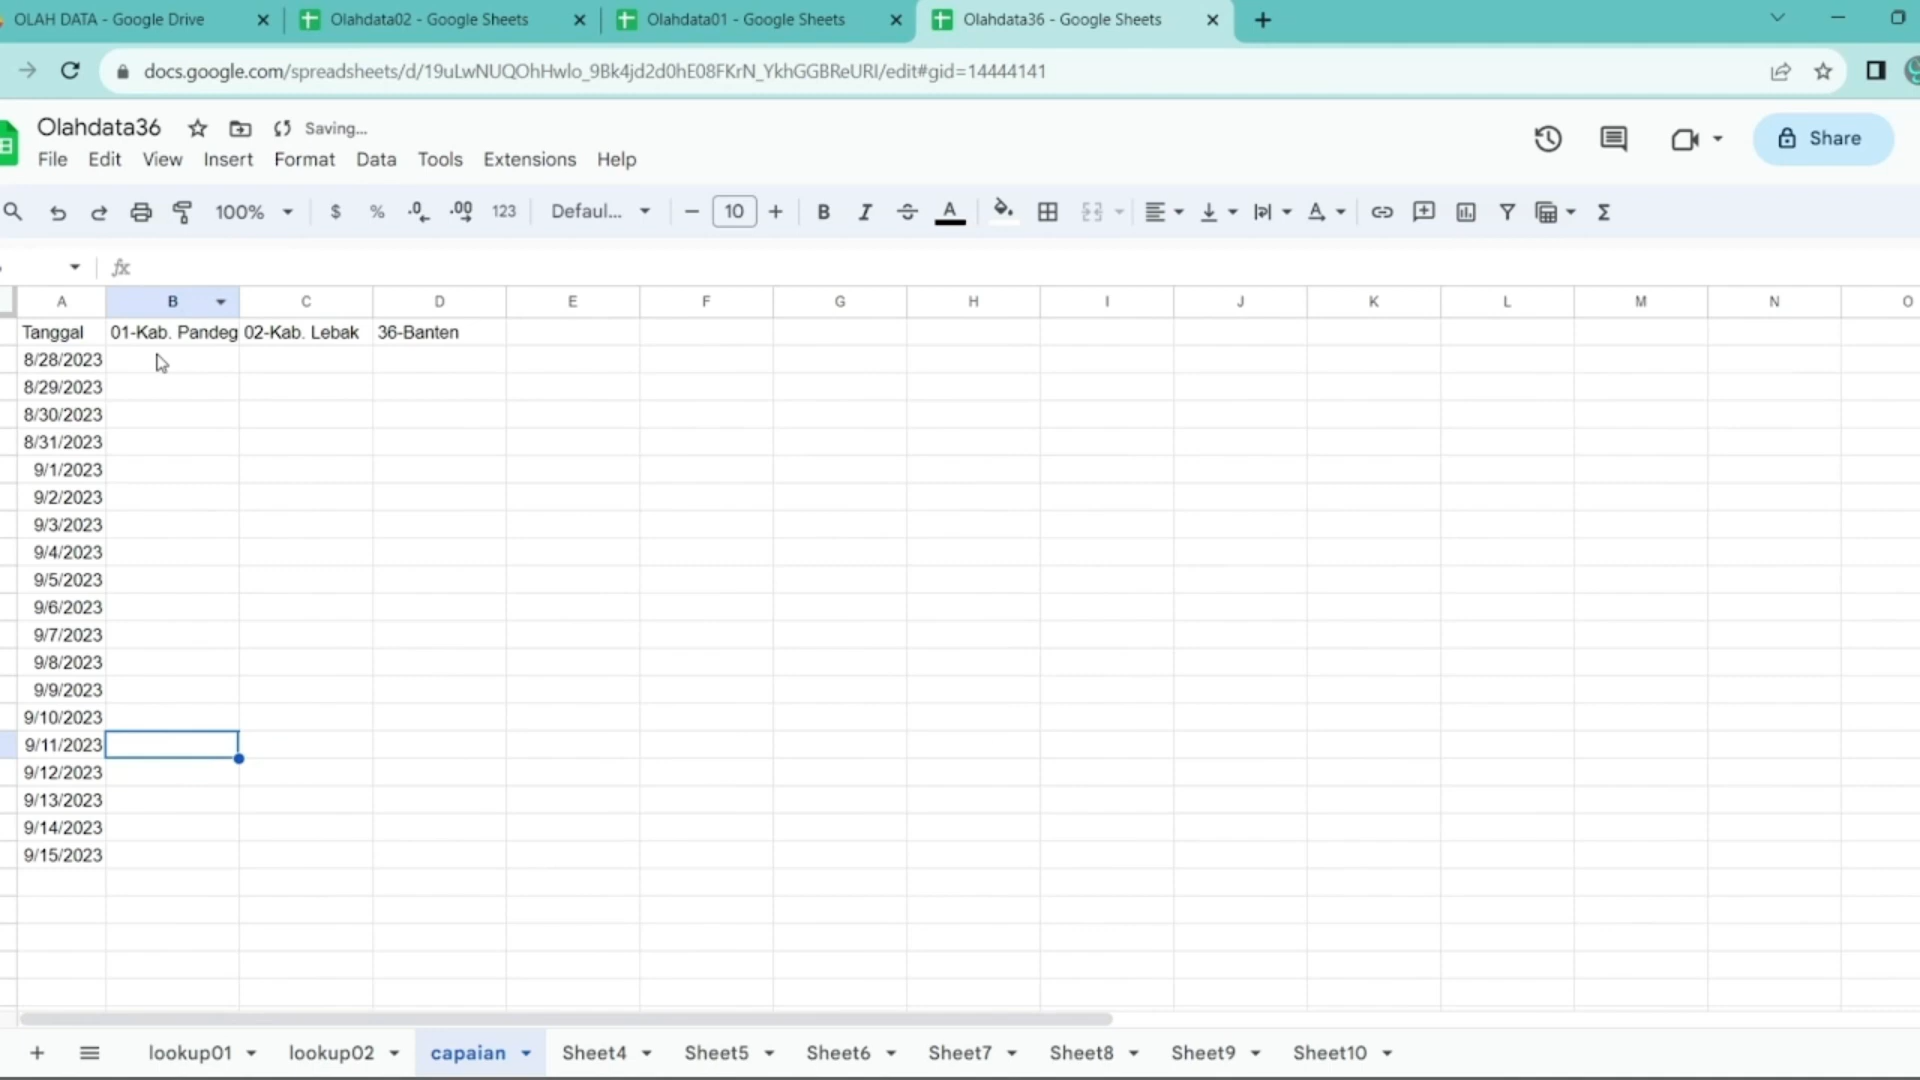 OLAH DATA - Google Drive
Olahdata02 - Google Sheets
Olahdata01 - Google Sheets
Olahdata36 - Google Sheets
docs.google.com/spreadsheets/d/19uLwNUQOhHwlo_9Bk4jd2d0hE08FKrN_YkhGGBReURI/edit#gid=14444141
Olahdata36 Saving...
File Edit View Insert Format Data Tools Extensions Help
Share
100% $ % .0 .00 123 Defaul... − 10 + B I S A Σ
fx
A B C D E F G H I J K L M N O
Tanggal 01-Kab. Pandeg 02-Kab. Lebak 36-Banten
8/28/2023
8/29/2023
8/30/2023
8/31/2023
9/1/2023
9/2/2023
9/3/2023
9/4/2023
9/5/2023
9/6/2023
9/7/2023
9/8/2023
9/9/2023
9/10/2023
9/11/2023
9/12/2023
9/13/2023
9/14/2023
9/15/2023
lookup01 lookup02 capaian Sheet4 Sheet5 Sheet6 Sheet7 Sheet8 Sheet9 Sheet10